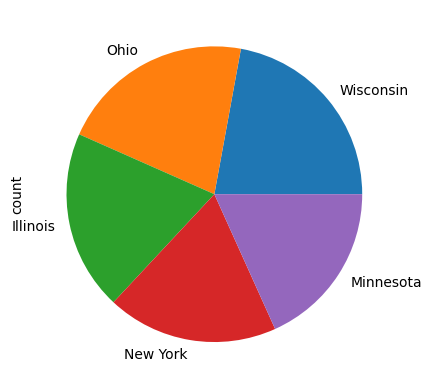 Ohio
Wisconsin
count
Illinois
Minnesota
New York